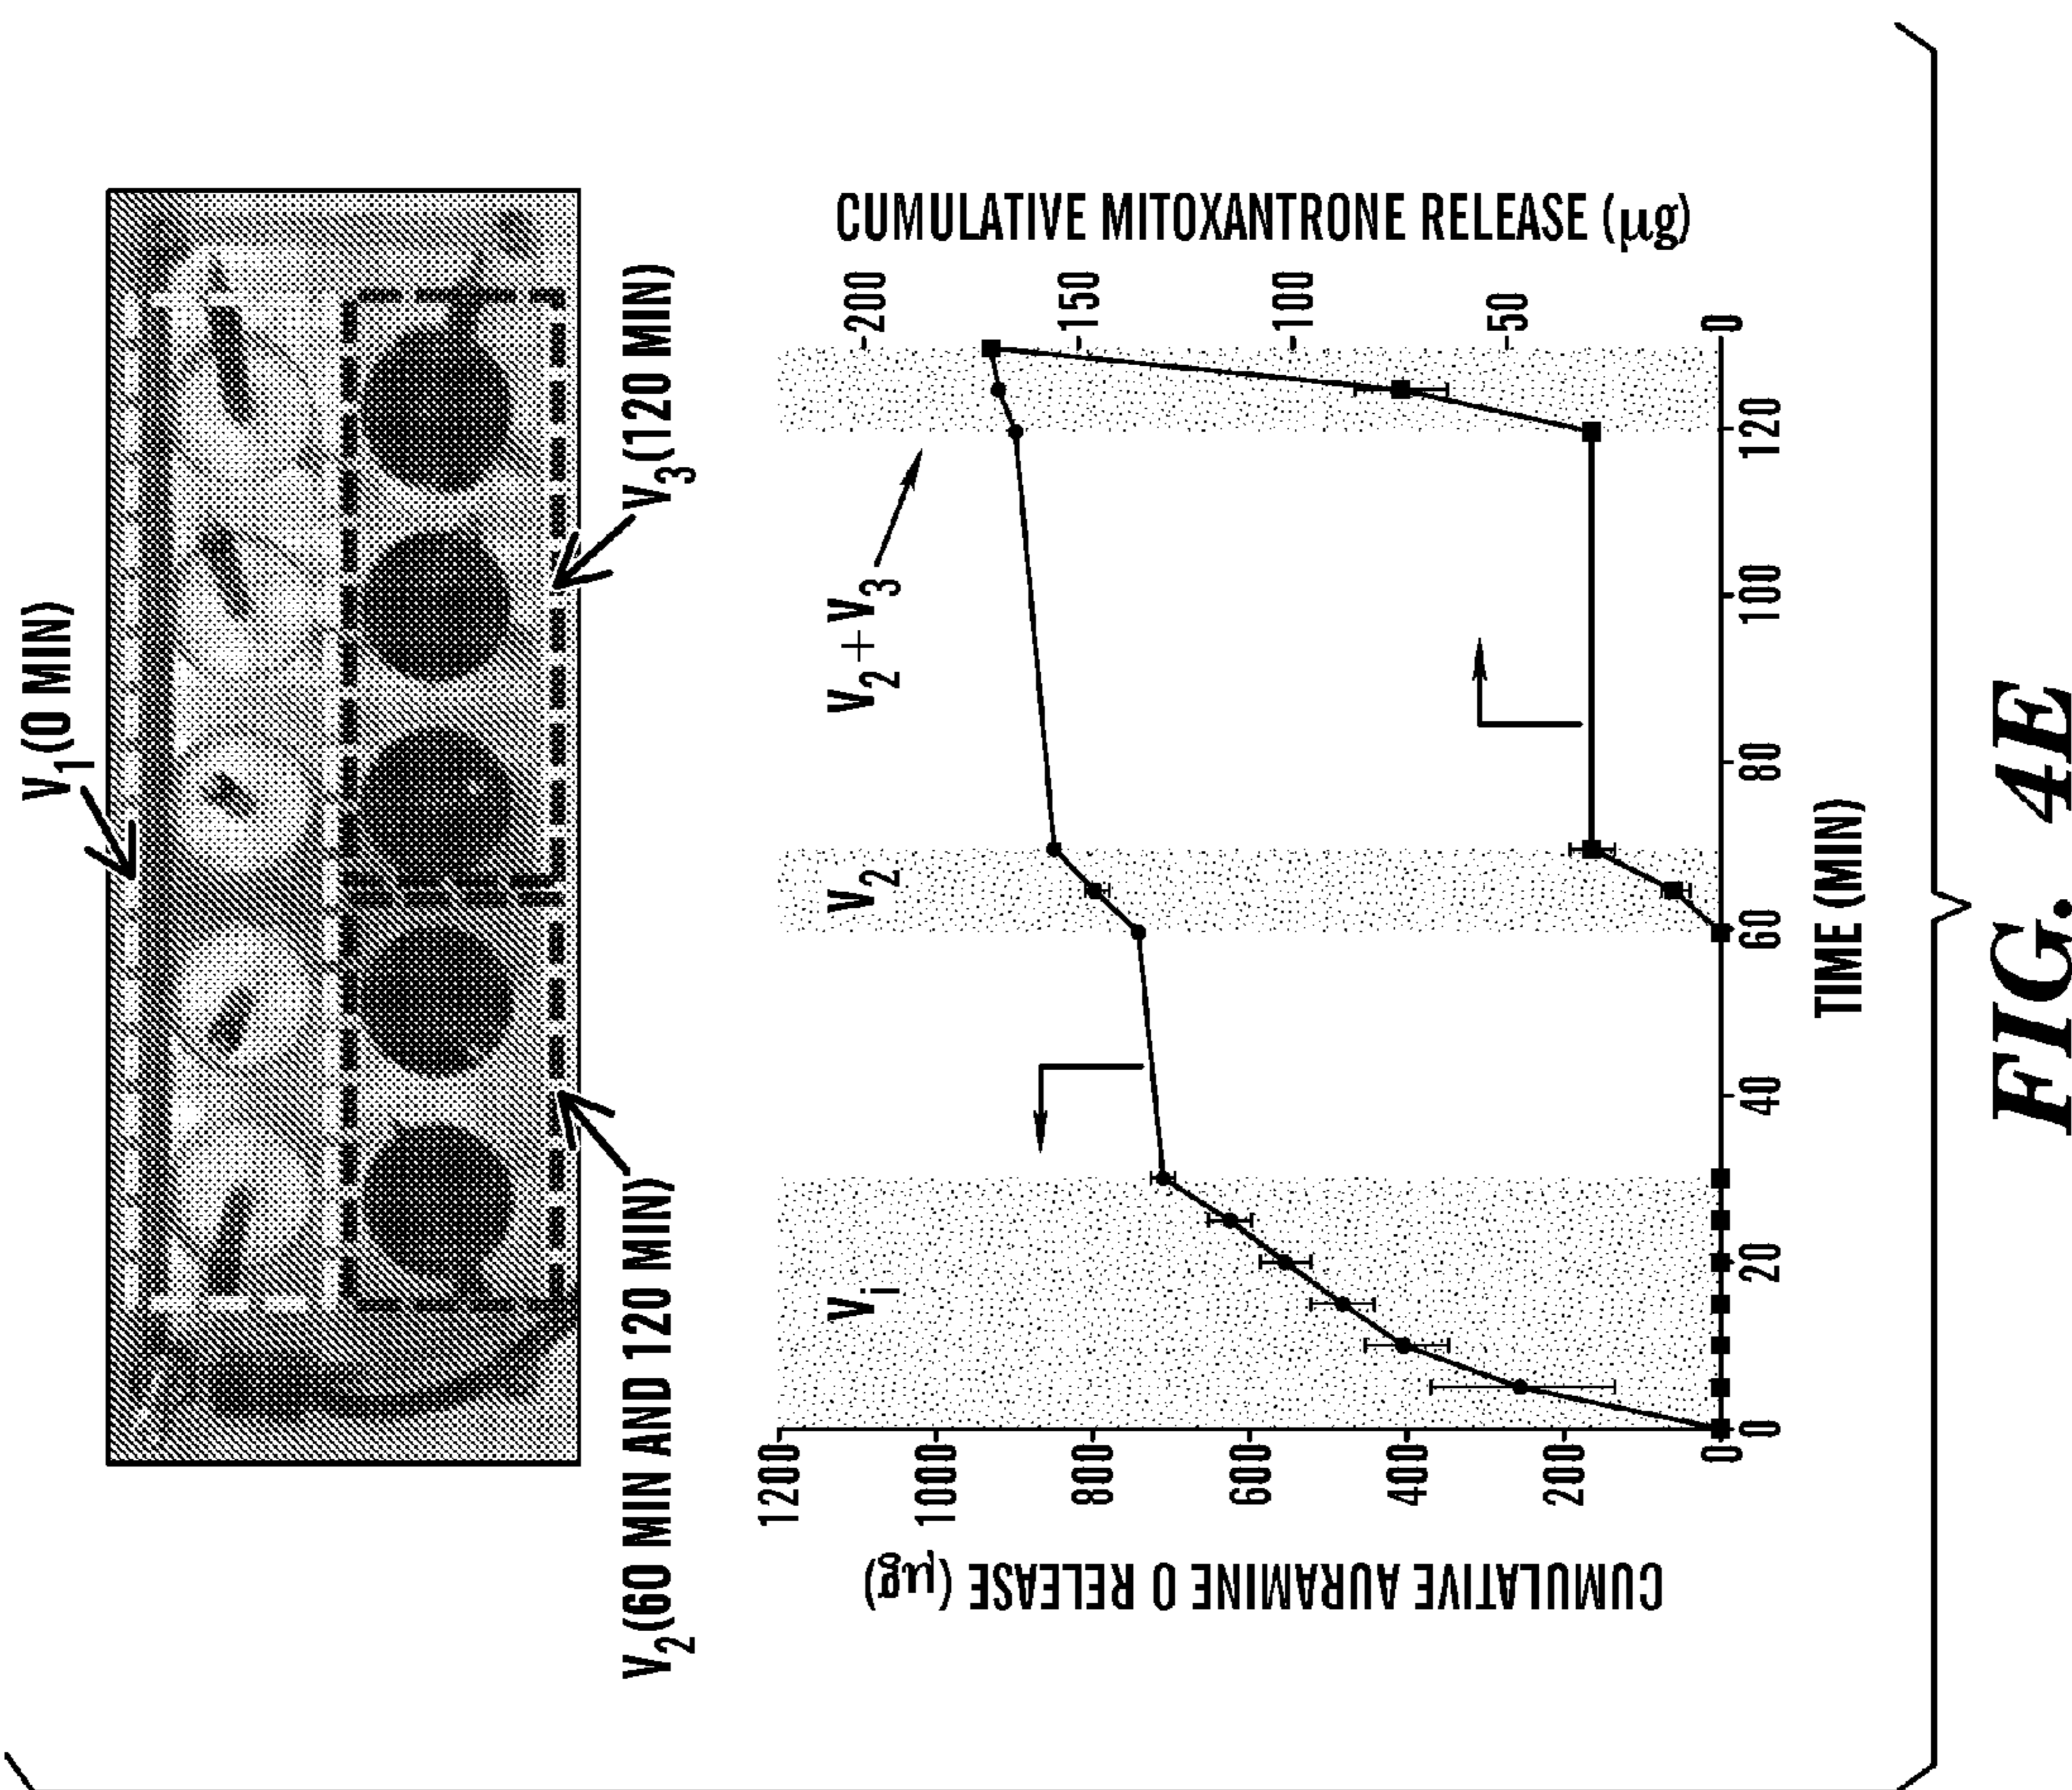 V1(0 MIN)
V2(60 MIN AND 120 MIN)
V3(120 MIN)
CUMULATIVE AURAMINE O RELEASE (µg)
1200
1000
800
600
400
200
0
Vi
V2
V2+V3
CUMULATIVE MITOXANTRONE RELEASE (µg)
200
150
100
50
0
0 20 40 60 80 100 120
TIME (MIN)
FIG. 4E